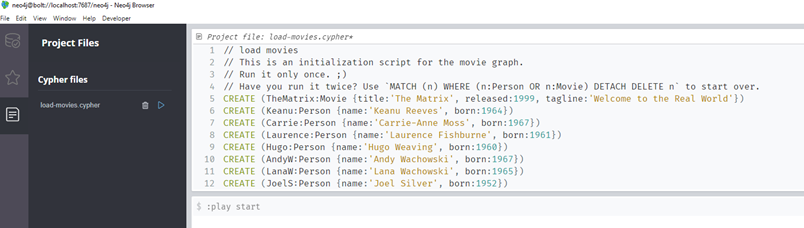 neo4j@bolt://localhost:7687/neo4j - Neo4j Browser
File Edit View Window Help Developer
Project Files
Cypher files
load-movies.cypher
Project file: load-movies.cypher*
1 // load movies
2 // This is an initialization script for the movie graph.
3 // Run it only once. ;)
4 // Have you run it twice? Use `MATCH (n) WHERE (n:Person OR n:Movie) DETACH DELETE n` to start over.
5 CREATE (TheMatrix:Movie {title:'The Matrix', released:1999, tagline:'Welcome to the Real World'})
6 CREATE (Keanu:Person {name:'Keanu Reeves', born:1964})
7 CREATE (Carrie:Person {name:'Carrie-Anne Moss', born:1967})
8 CREATE (Laurence:Person {name:'Laurence Fishburne', born:1961})
9 CREATE (Hugo:Person {name:'Hugo Weaving', born:1960})
10 CREATE (AndyW:Person {name:'Andy Wachowski', born:1967})
11 CREATE (LanaW:Person {name:'Lana Wachowski', born:1965})
12 CREATE (JoelS:Person {name:'Joel Silver', born:1952})
$ :play start